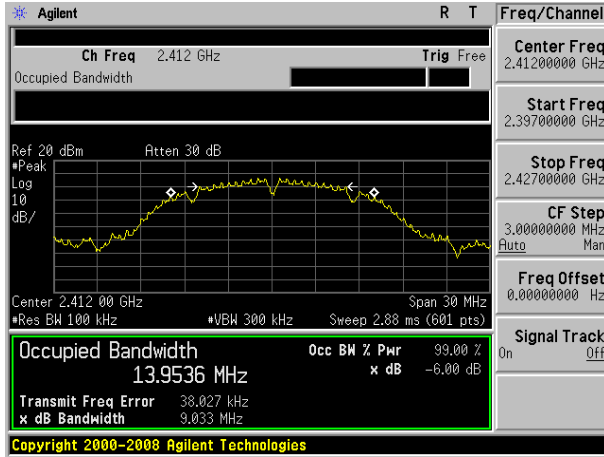 Agilent R T Freq/Channel
Ch Freq 2.412 GHz Trig Free
Occupied Bandwidth
Center Freq
2.41200000 GHz
Start Freq
2.39700000 GHz
Stop Freq
2.42700000 GHz
CF Step
3.00000000 MHz
Auto Man
Freq Offset
0.00000000 Hz
Signal Track
On Off
Ref 20 dBm Atten 30 dB
#Peak
Log
10
dB/
Center 2.412 00 GHz Span 30 MHz
#Res BW 100 kHz #VBW 300 kHz Sweep 2.88 ms (601 pts)
Occupied Bandwidth Occ BW % Pwr 99.00 %
13.9536 MHz x dB -6.00 dB
Transmit Freq Error 38.027 kHz
x dB Bandwidth 9.033 MHz
Copyright 2000-2008 Agilent Technologies